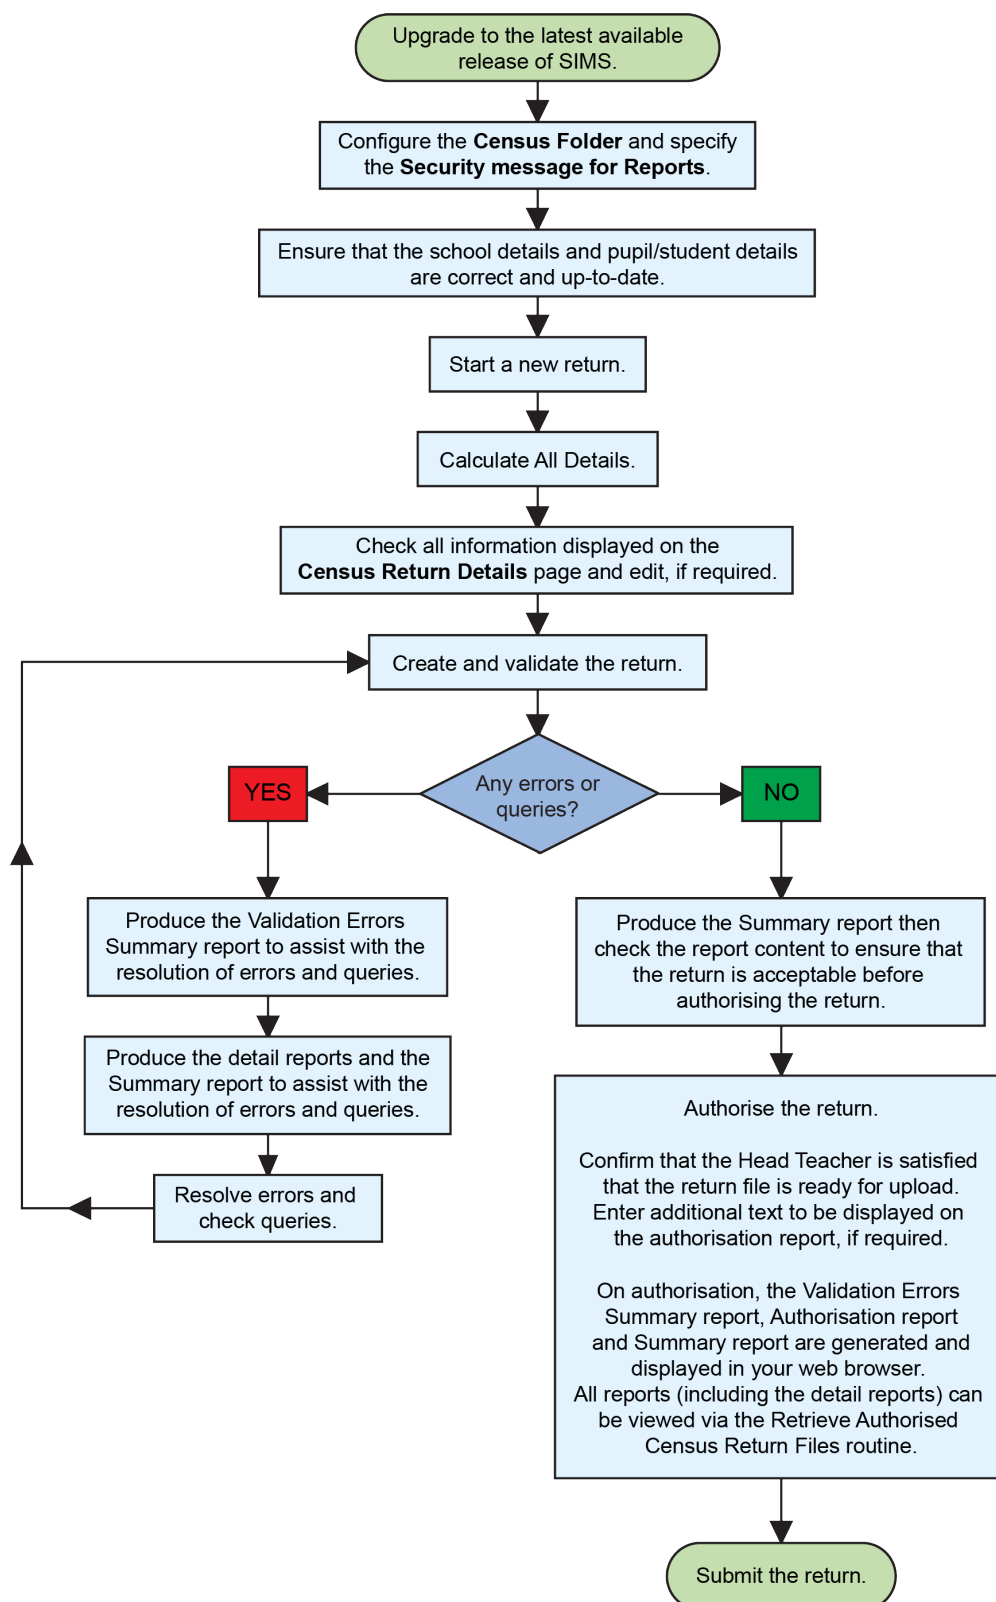 Upgrade to the latest available
release of SIMS.
Configure the Census Folder and specify
the Security message for Reports.
Ensure that the school details and pupil/student details
are correct and up-to-date.
Start a new return.
Calculate All Details.
Check all information displayed on the
Census Return Details page and edit, if required.
Create and validate the return.
Any errors or
queries?
YES
NO
Produce the Validation Errors
Summary report to assist with the
resolution of errors and queries.
Produce the detail reports and the
Summary report to assist with the
resolution of errors and queries.
Resolve errors and
check queries.
Produce the Summary report then
check the report content to ensure that
the return is acceptable before
authorising the return.
Authorise the return.
Confirm that the Head Teacher is satisfied
that the return file is ready for upload.
Enter additional text to be displayed on
the authorisation report, if required.
On authorisation, the Validation Errors
Summary report, Authorisation report
and Summary report are generated and
displayed in your web browser.
All reports (including the detail reports) can
be viewed via the Retrieve Authorised
Census Return Files routine.
Submit the return.